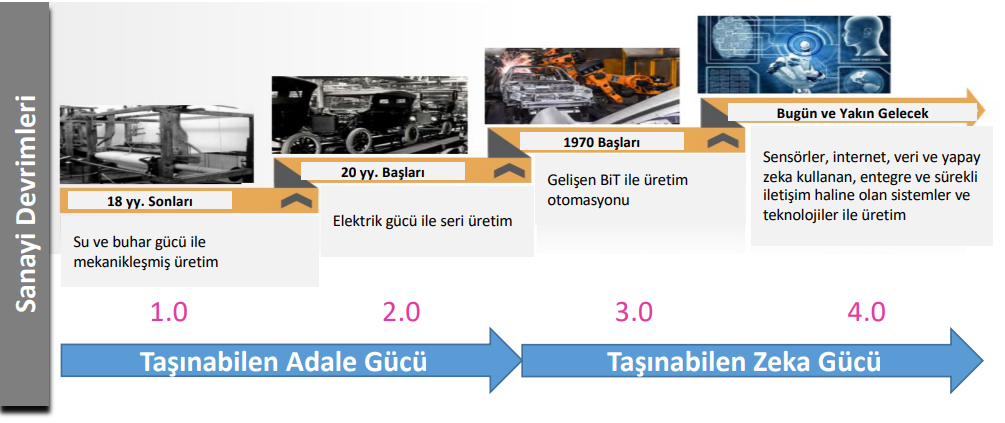 Sanayi Devrimleri
Bugün ve Yakın Gelecek
Sensörler, internet, veri ve yapay
zeka kullanan, entegre ve sürekli
iletişim haline olan sistemler ve
teknolojiler ile üretim
1970 Başları
Gelişen BiT ile üretim
otomasyonu
20 yy. Başları
Elektrik gücü ile seri üretim
18 yy. Sonları
Su ve buhar gücü ile
mekanikleşmiş üretim
1.0
2.0
3.0
4.0
Taşınabilen Adale Gücü
Taşınabilen Zeka Gücü